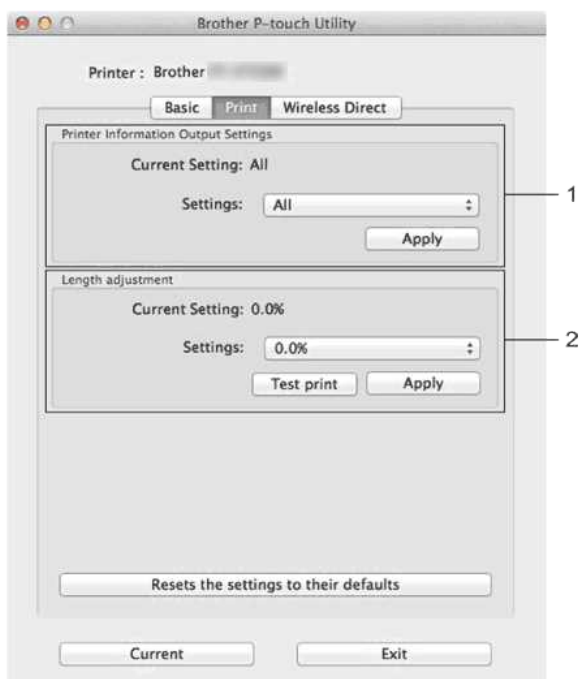 Brother P-touch Utility
Printer : Brother
Basic Print Wireless Direct
Printer Information Output Settings
Current Setting: All
Settings: All
Apply
1
Length adjustment
Current Setting: 0.0%
Settings: 0.0%
2
Test print Apply
Resets the settings to their defaults
Current Exit